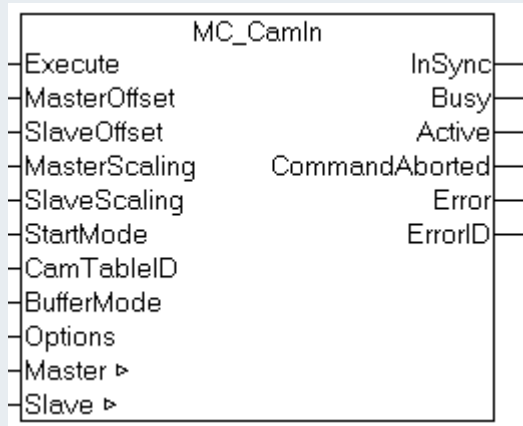 MC_CamIn
Execute InSync
MasterOffset Busy
SlaveOffset Active
MasterScaling CommandAborted
SlaveScaling Error
StartMode ErrorID
CamTableID
BufferMode
Options
Master
Slave